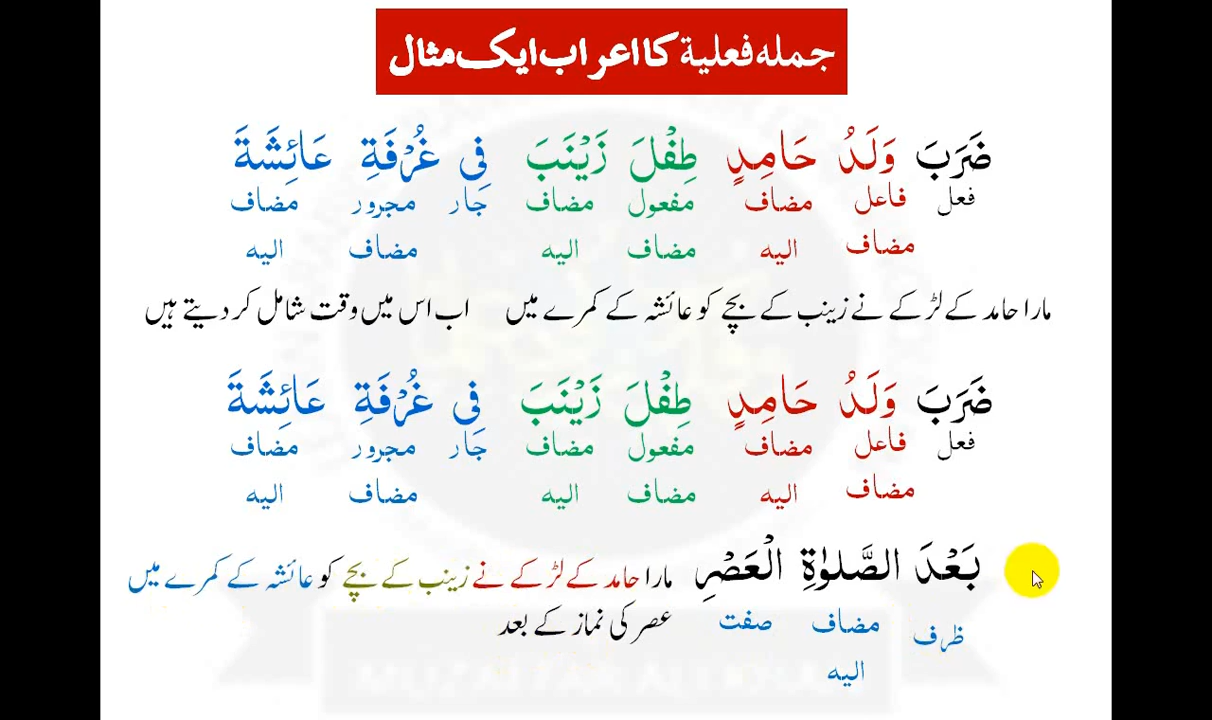 جملہ فعلیة کا اعراب ایک مثال
ضَرَبَ وَلَدُ حَامِدٍ طِفْلَ زَيْنَبَ فِى غُرْفَةِ عَائِشَةَ
فعل فاعل مضاف مفعول مضاف جار مجرور مضاف
مضاف الیہ مضاف الیہ مضاف الیہ
مارا حامد کے لڑکے نے زینب کے بچے کو عائشہ کے کمرے میں اب اس میں وقت شامل کر دیتے ہیں
ضَرَبَ وَلَدُ حَامِدٍ طِفْلَ زَيْنَبَ فِى غُرْفَةِ عَائِشَةَ
فعل فاعل مضاف مفعول مضاف جار مجرور مضاف
مضاف الیہ مضاف الیہ مضاف الیہ
بَعْدَ الصَّلوٰةِ الْعَصْرِ مارا حامد کے لڑکے نے زینب کے بچے کو عائشہ کے کمرے میں
ظرف مضاف صفت عصر کی نماز کے بعد
الیہ